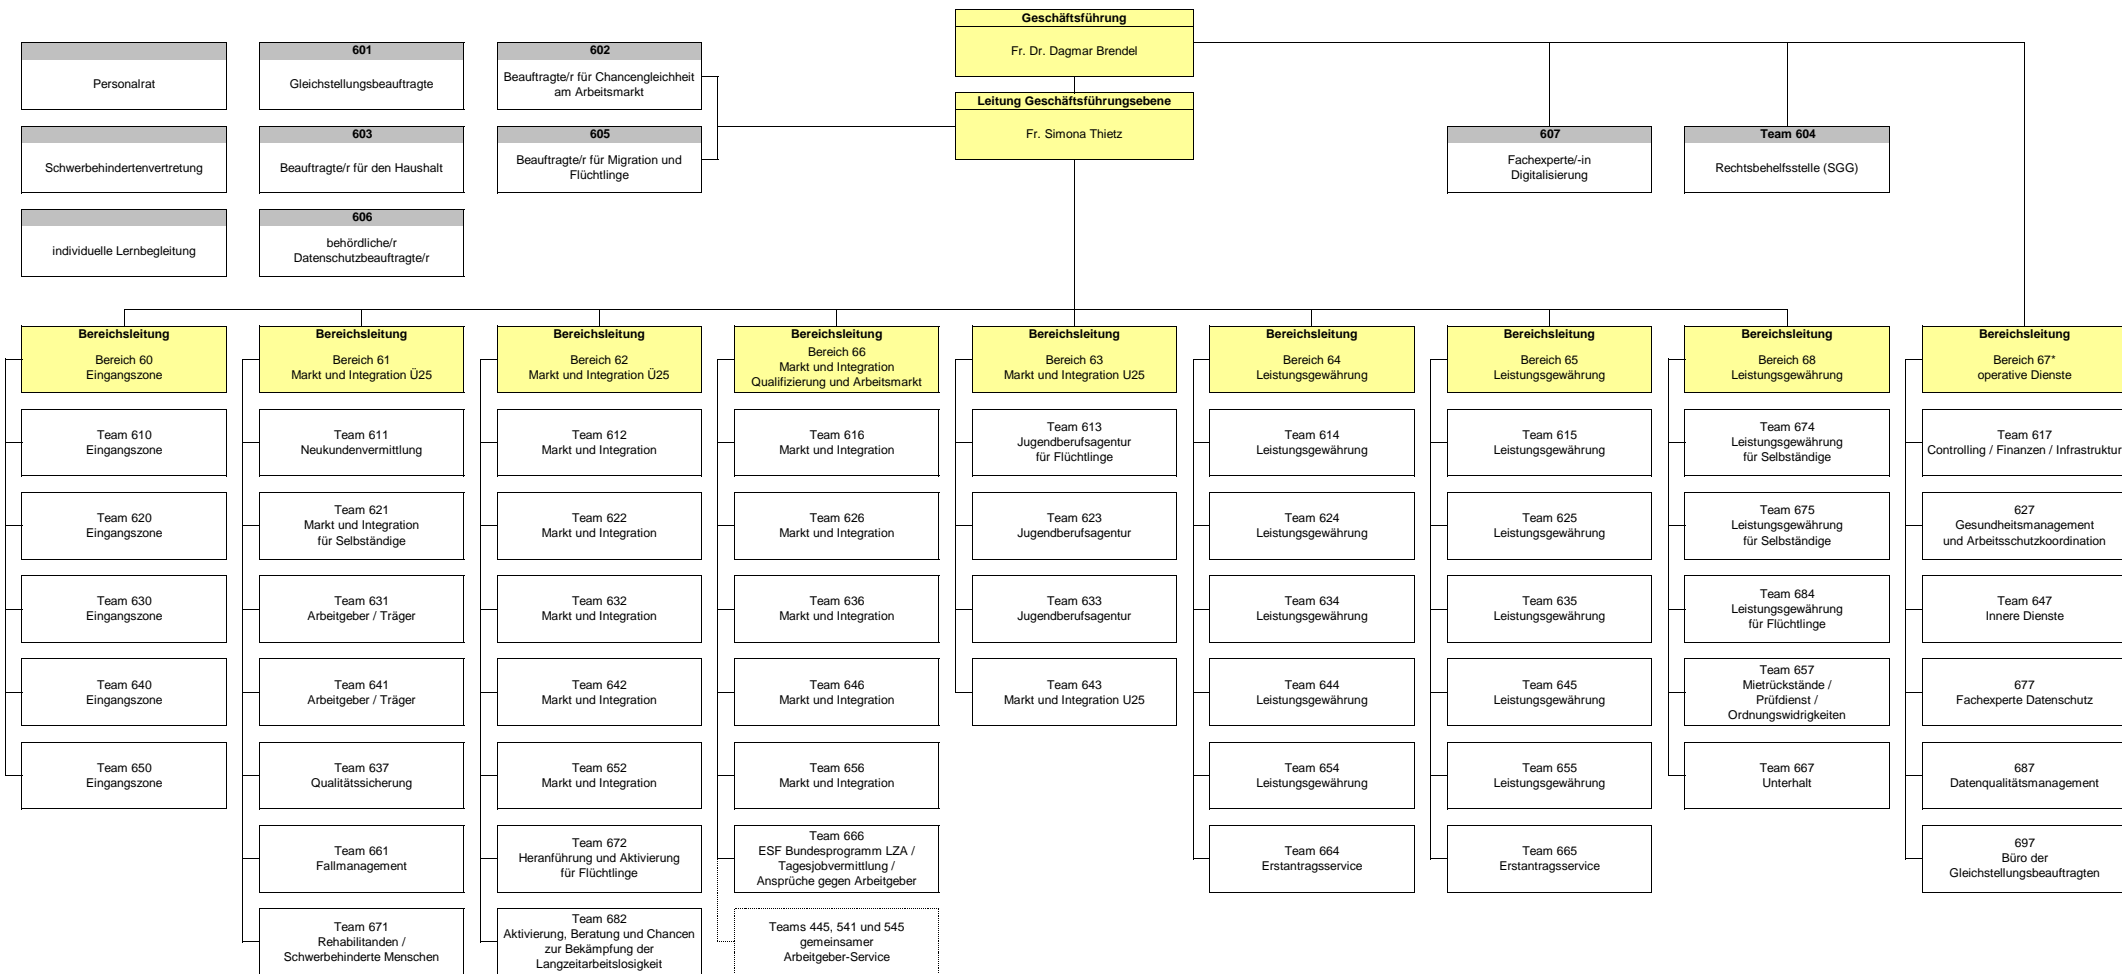 Geschäftsführung
Fr. Dr. Dagmar Brendel
Leitung Geschäftsführungsebene
Fr. Simona Thietz
Personalrat
601
Gleichstellungsbeauftragte
602
Beauftragte/r für Chancengleichheit
am Arbeitsmarkt
Schwerbehindertenvertretung
603
Beauftragte/r für den Haushalt
605
Beauftragte/r für Migration und
Flüchtlinge
607
Fachexperte/-in
Digitalisierung
Team 604
Rechtsbehelfsstelle (SGG)
individuelle Lernbegleitung
606
behördliche/r
Datenschutzbeauftragte/r
Bereichsleitung
Bereich 60
Eingangszone
Team 610
Eingangszone
Team 620
Eingangszone
Team 630
Eingangszone
Team 640
Eingangszone
Team 650
Eingangszone
Bereichsleitung
Bereich 61
Markt und Integration Ü25
Team 611
Neukundenvermittlung
Team 621
Markt und Integration
für Selbständige
Team 631
Arbeitgeber / Träger
Team 641
Arbeitgeber / Träger
Team 637
Qualitätssicherung
Team 661
Fallmanagement
Team 671
Rehabilitanden /
Schwerbehinderte Menschen
Bereichsleitung
Bereich 62
Markt und Integration Ü25
Team 612
Markt und Integration
Team 622
Markt und Integration
Team 632
Markt und Integration
Team 642
Markt und Integration
Team 652
Markt und Integration
Team 672
Heranführung und Aktivierung
für Flüchtlinge
Team 682
Aktivierung, Beratung und Chancen
zur Bekämpfung der
Langzeitarbeitslosigkeit
Bereichsleitung
Bereich 66
Markt und Integration
Qualifizierung und Arbeitsmarkt
Team 616
Markt und Integration
Team 626
Markt und Integration
Team 636
Markt und Integration
Team 646
Markt und Integration
Team 656
Markt und Integration
Team 666
ESF Bundesprogramm LZA /
Tagesjobvermittlung /
Ansprüche gegen Arbeitgeber
Teams 445, 541 und 545
gemeinsamer
Arbeitgeber-Service
Bereichsleitung
Bereich 63
Markt und Integration U25
Team 613
Jugendberufsagentur
für Flüchtlinge
Team 623
Jugendberufsagentur
Team 633
Jugendberufsagentur
Team 643
Markt und Integration U25
Bereichsleitung
Bereich 64
Leistungsgewährung
Team 614
Leistungsgewährung
Team 624
Leistungsgewährung
Team 634
Leistungsgewährung
Team 644
Leistungsgewährung
Team 654
Leistungsgewährung
Team 664
Erstantragsservice
Bereichsleitung
Bereich 65
Leistungsgewährung
Team 615
Leistungsgewährung
Team 625
Leistungsgewährung
Team 635
Leistungsgewährung
Team 645
Leistungsgewährung
Team 655
Leistungsgewährung
Team 665
Erstantragsservice
Bereichsleitung
Bereich 68
Leistungsgewährung
Team 674
Leistungsgewährung
für Selbständige
Team 675
Leistungsgewährung
für Selbständige
Team 684
Leistungsgewährung
für Flüchtlinge
Team 657
Mietrückstände /
Prüfdienst /
Ordnungswidrigkeiten
Team 667
Unterhalt
Bereichsleitung
Bereich 67*
operative Dienste
Team 617
Controlling / Finanzen / Infrastruktur
627
Gesundheitsmanagement
und Arbeitsschutzkoordination
Team 647
Innere Dienste
677
Fachexperte Datenschutz
687
Datenqualitätsmanagement
697
Büro der
Gleichstellungsbeauftragten